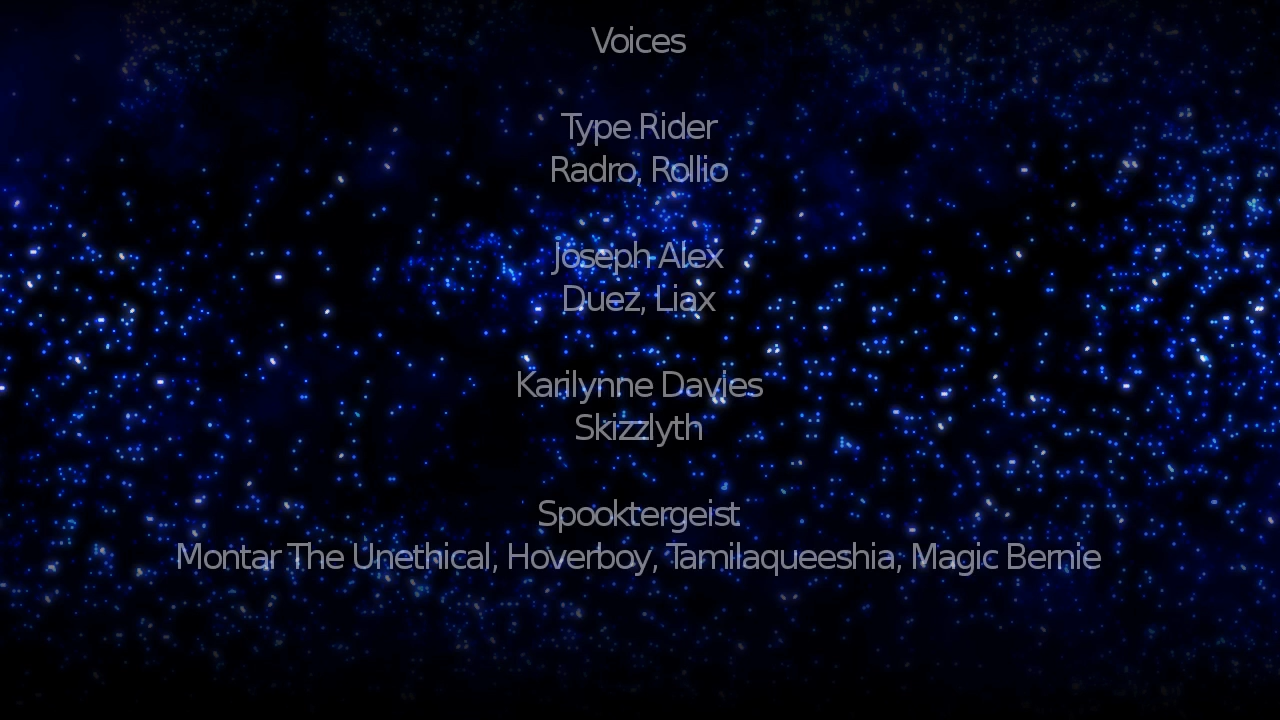 Voices
Type Rider
Radro, Rollio
Joseph Alex
Duez, Liax
Karilynne Davies
Skizzlyth
Spooktergeist
Montar The Unethical, Hoverboy, Tamilaqueeshia, Magic Bernie